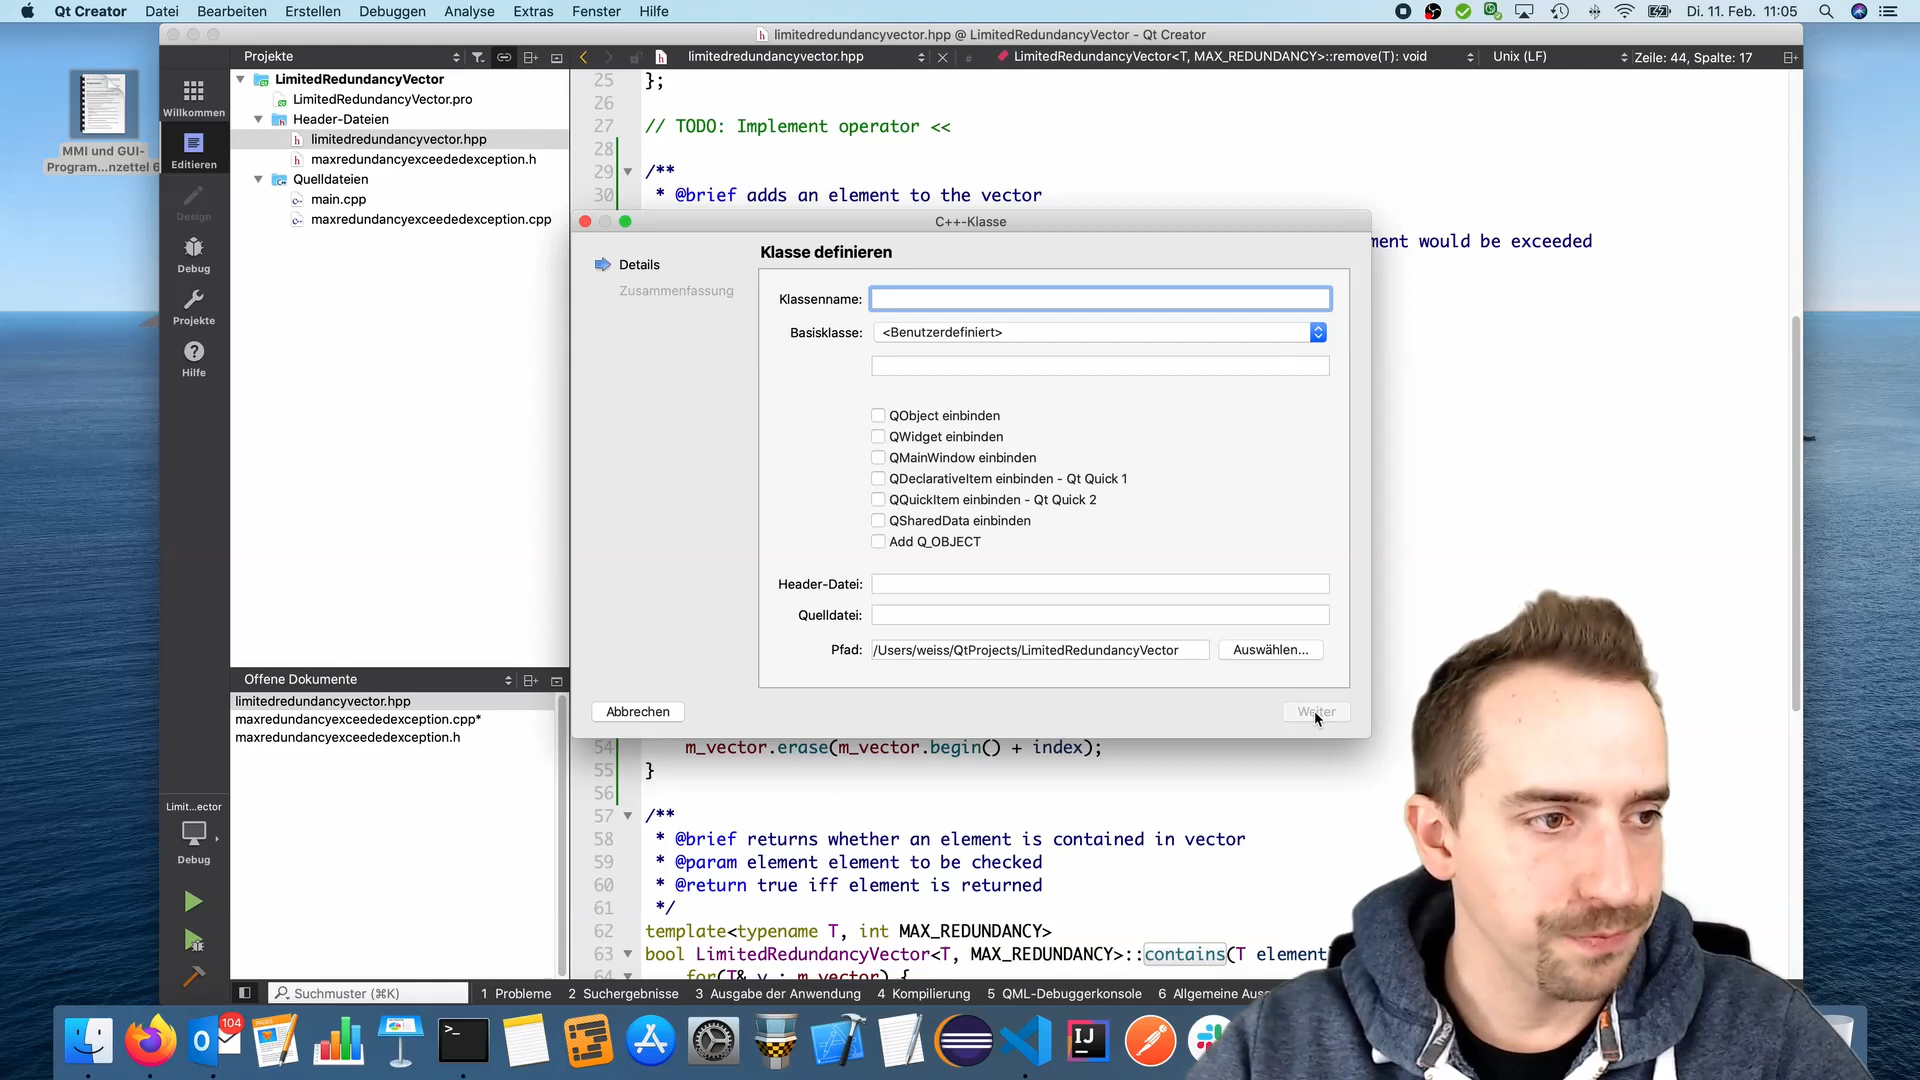 Qt Creator Datei Bearbeiten Erstellen Debuggen Analyse Extras Fenster Hilfe Di. 11. Feb. 11:05
limitedredundancyvector.hpp @ LimitedRedundancyVector - Qt Creator
Projekte limitedredundancyvector.hpp # LimitedRedundancyVector<T, MAX_REDUNDANCY>::remove(T): void Unix (LF) Zeile: 44, Spalte: 17
MMI und GUI-
Program...nzettel 6
Willkommen
Editieren
Design
Debug
Projekte
Hilfe
LimitedRedundancyVector
LimitedRedundancyVector.pro
Header-Dateien
limitedredundancyvector.hpp
maxredundancyexceededexception.h
Quelldateien
main.cpp
maxredundancyexceededexception.cpp
25 };
26
27 // TODO: Implement operator <<
28
29 /**
30 * @brief adds an element to the vector
ment would be exceeded
C++-Klasse
Details
Zusammenfassung
Klasse definieren
Klassenname:
Basisklasse: <Benutzerdefiniert>
QObject einbinden
QWidget einbinden
QMainWindow einbinden
QDeclarativeItem einbinden - Qt Quick 1
QQuickItem einbinden - Qt Quick 2
QSharedData einbinden
Add Q_OBJECT
Header-Datei:
Quelldatei:
Pfad: /Users/weiss/QtProjects/LimitedRedundancyVector Auswählen...
Abbrechen Weiter
54 m_vector.erase(m_vector.begin() + index);
55 }
56
57 /**
58 * @brief returns whether an element is contained in vector
59 * @param element element to be checked
60 * @return true iff element is returned
61 */
62 template<typename T, int MAX_REDUNDANCY>
63 bool LimitedRedundancyVector<T, MAX_REDUNDANCY>::contains(T element
64 for(T& v : m_vector) {
Offene Dokumente
limitedredundancyvector.hpp
maxredundancyexceededexception.cpp*
maxredundancyexceededexception.h
Limit...ector
Debug
Suchmuster (⌘K) 1 Probleme 2 Suchergebnisse 3 Ausgabe der Anwendung 4 Kompilierung 5 QML-Debuggerkonsole 6 Allgemeine Aus
104
PAGES
IJ